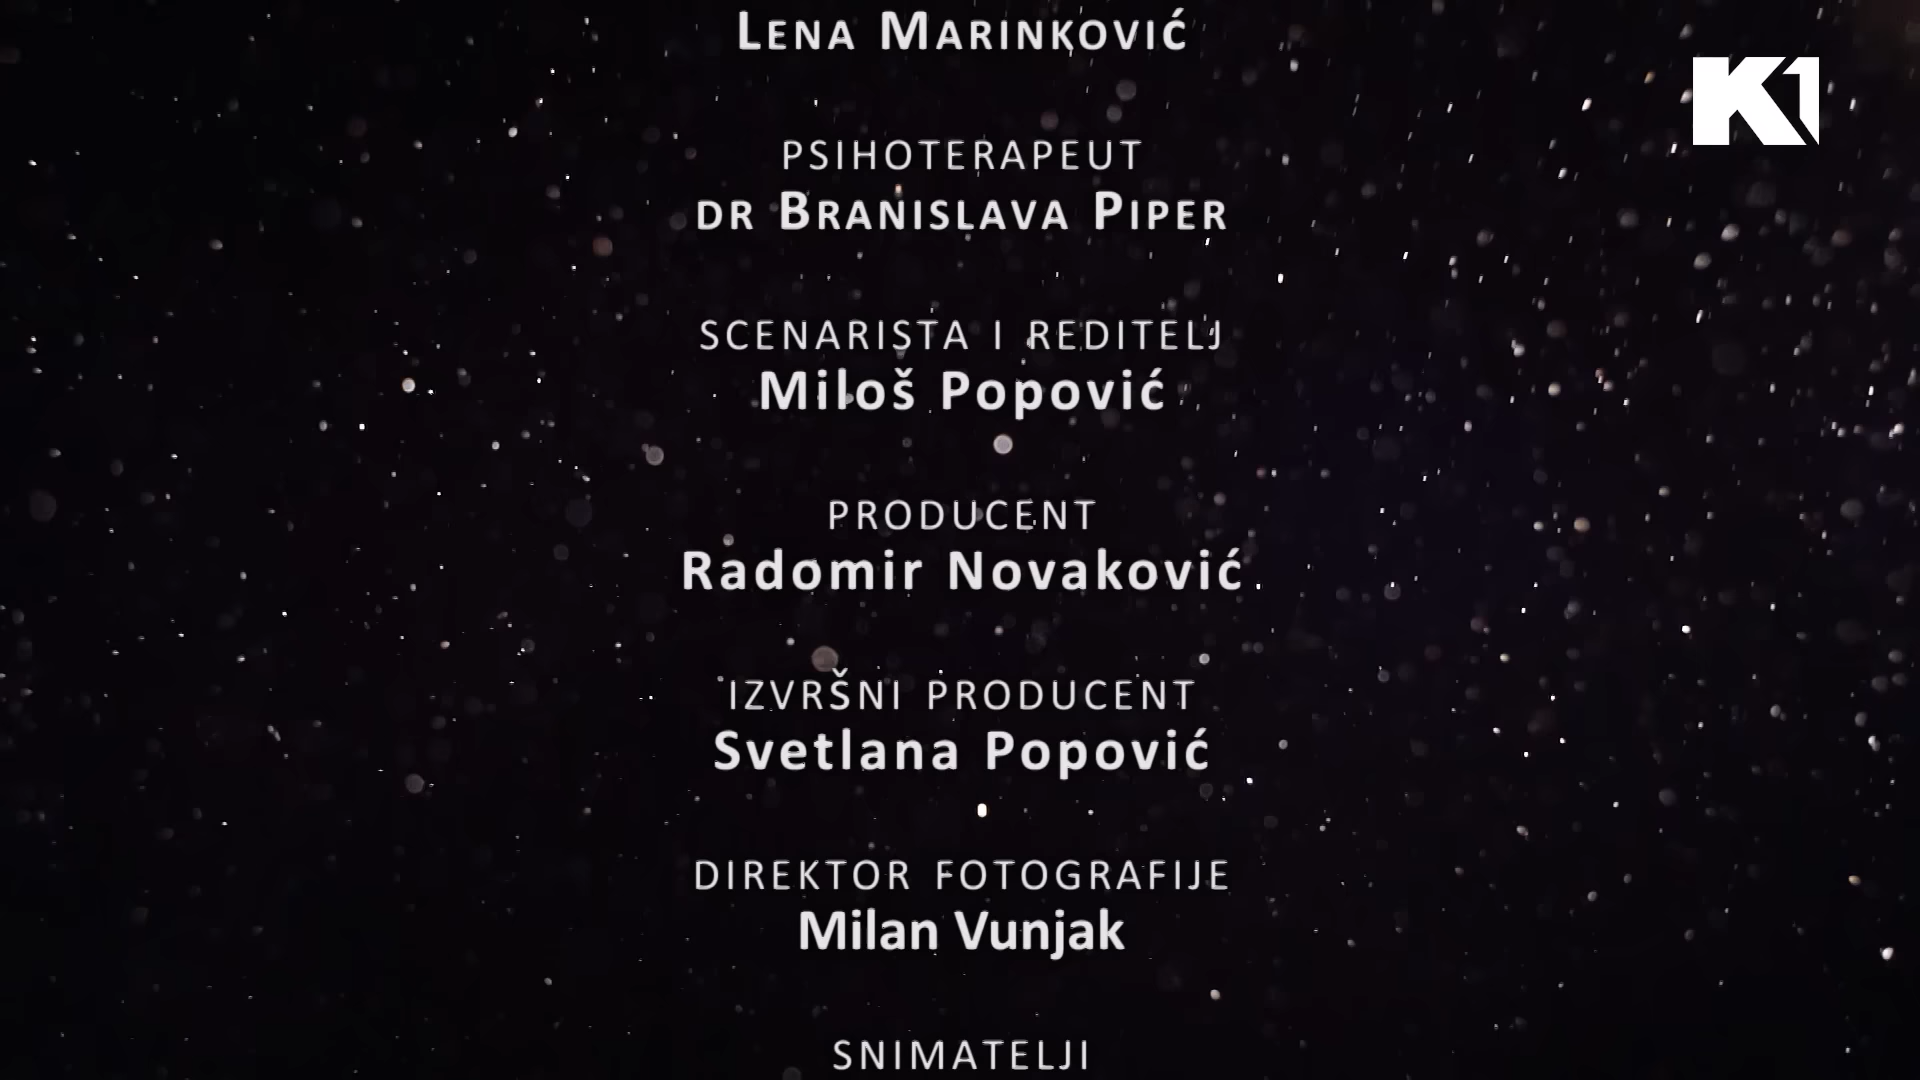 Lena Marinković
K1
PSIHOTERAPEUT
dr Branislava Piper
SCENARISTA I REDITELJ
Miloš Popović
PRODUCENT
Radomir Novaković
IZVRŠNI PRODUCENT
Svetlana Popović
DIREKTOR FOTOGRAFIJE
Milan Vunjak
SNIMATELJI